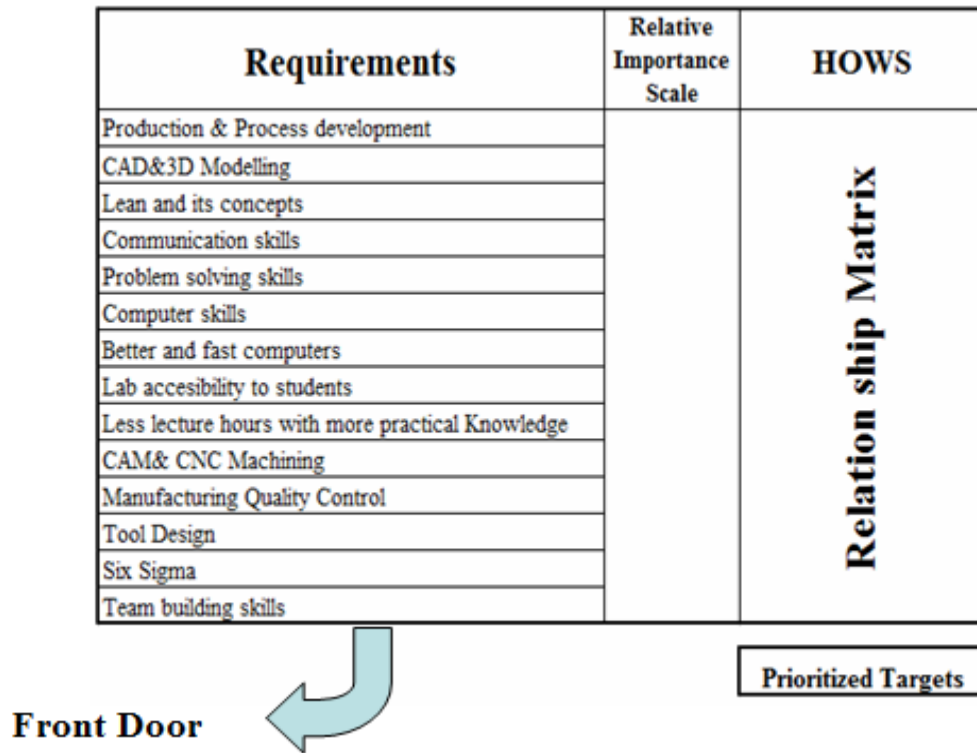 Requirements
Relative
Importance
Scale
HOWS
Production & Process development
CAD&3D Modelling
Lean and its concepts
Communication skills
Problem solving skills
Computer skills
Better and fast computers
Lab accesibility to students
Less lecture hours with more practical Knowledge
CAM& CNC Machining
Manufacturing Quality Control
Tool Design
Six Sigma
Team building skills
Relation ship Matrix
Prioritized Targets
Front Door